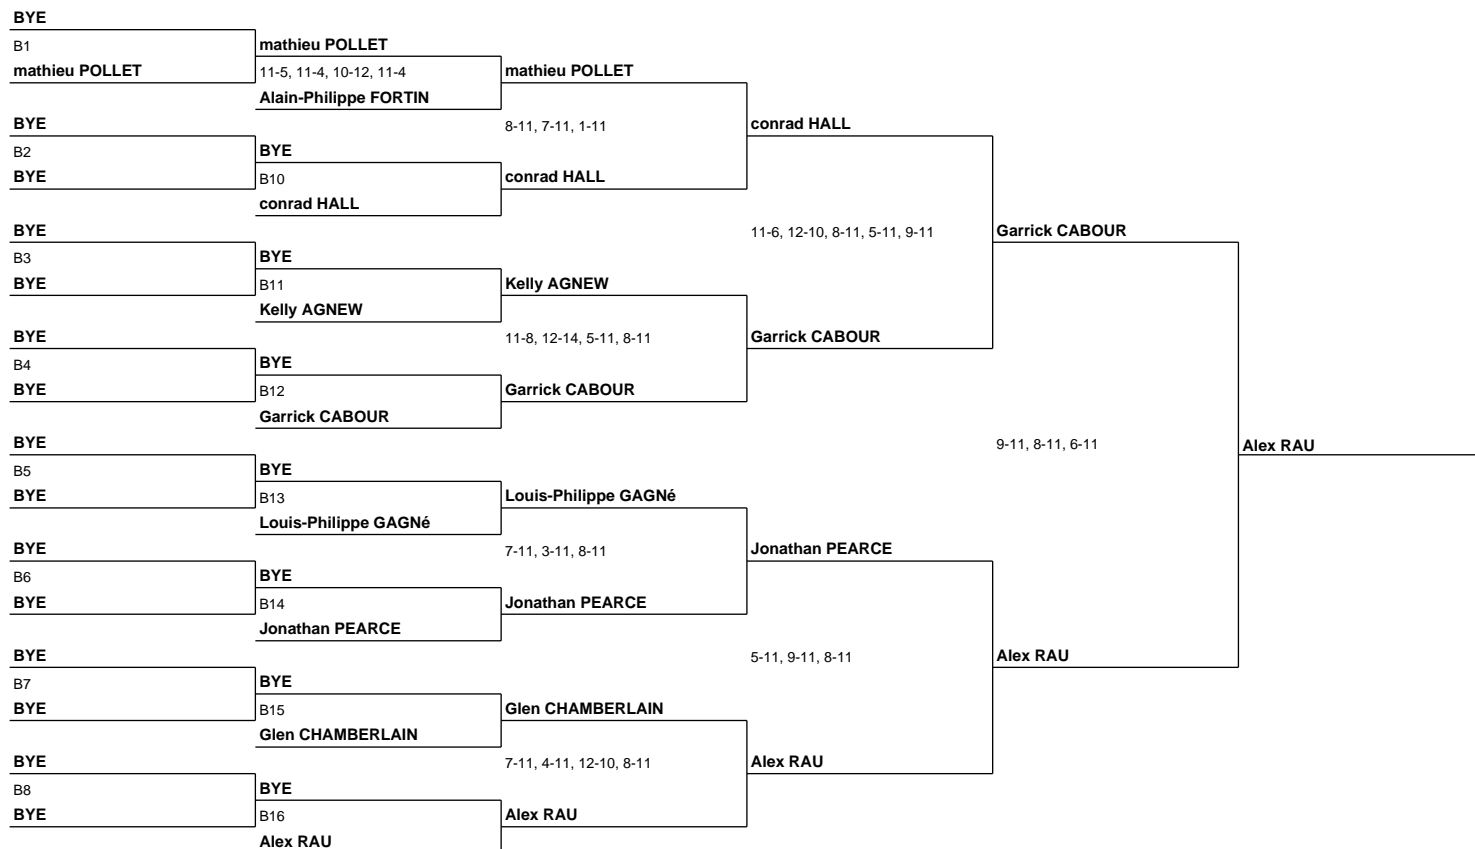 BYE
B1
mathieu POLLET
BYE
B2
BYE
BYE
B3
BYE
BYE
B4
BYE
BYE
B5
BYE
BYE
B6
BYE
BYE
B7
BYE
BYE
B8
BYE
mathieu POLLET
11-5, 11-4, 10-12, 11-4
Alain-Philippe FORTIN
BYE
B10
conrad HALL
BYE
B11
Kelly AGNEW
BYE
B12
Garrick CABOUR
BYE
B13
Louis-Philippe GAGNé
BYE
B14
Jonathan PEARCE
BYE
B15
Glen CHAMBERLAIN
BYE
B16
Alex RAU
mathieu POLLET
8-11, 7-11, 1-11
conrad HALL
Kelly AGNEW
11-8, 12-14, 5-11, 8-11
Garrick CABOUR
Louis-Philippe GAGNé
7-11, 3-11, 8-11
Jonathan PEARCE
Glen CHAMBERLAIN
7-11, 4-11, 12-10, 8-11
Alex RAU
conrad HALL
11-6, 12-10, 8-11, 5-11, 9-11
Garrick CABOUR
Jonathan PEARCE
5-11, 9-11, 8-11
Alex RAU
Garrick CABOUR
9-11, 8-11, 6-11
Alex RAU
Alex RAU